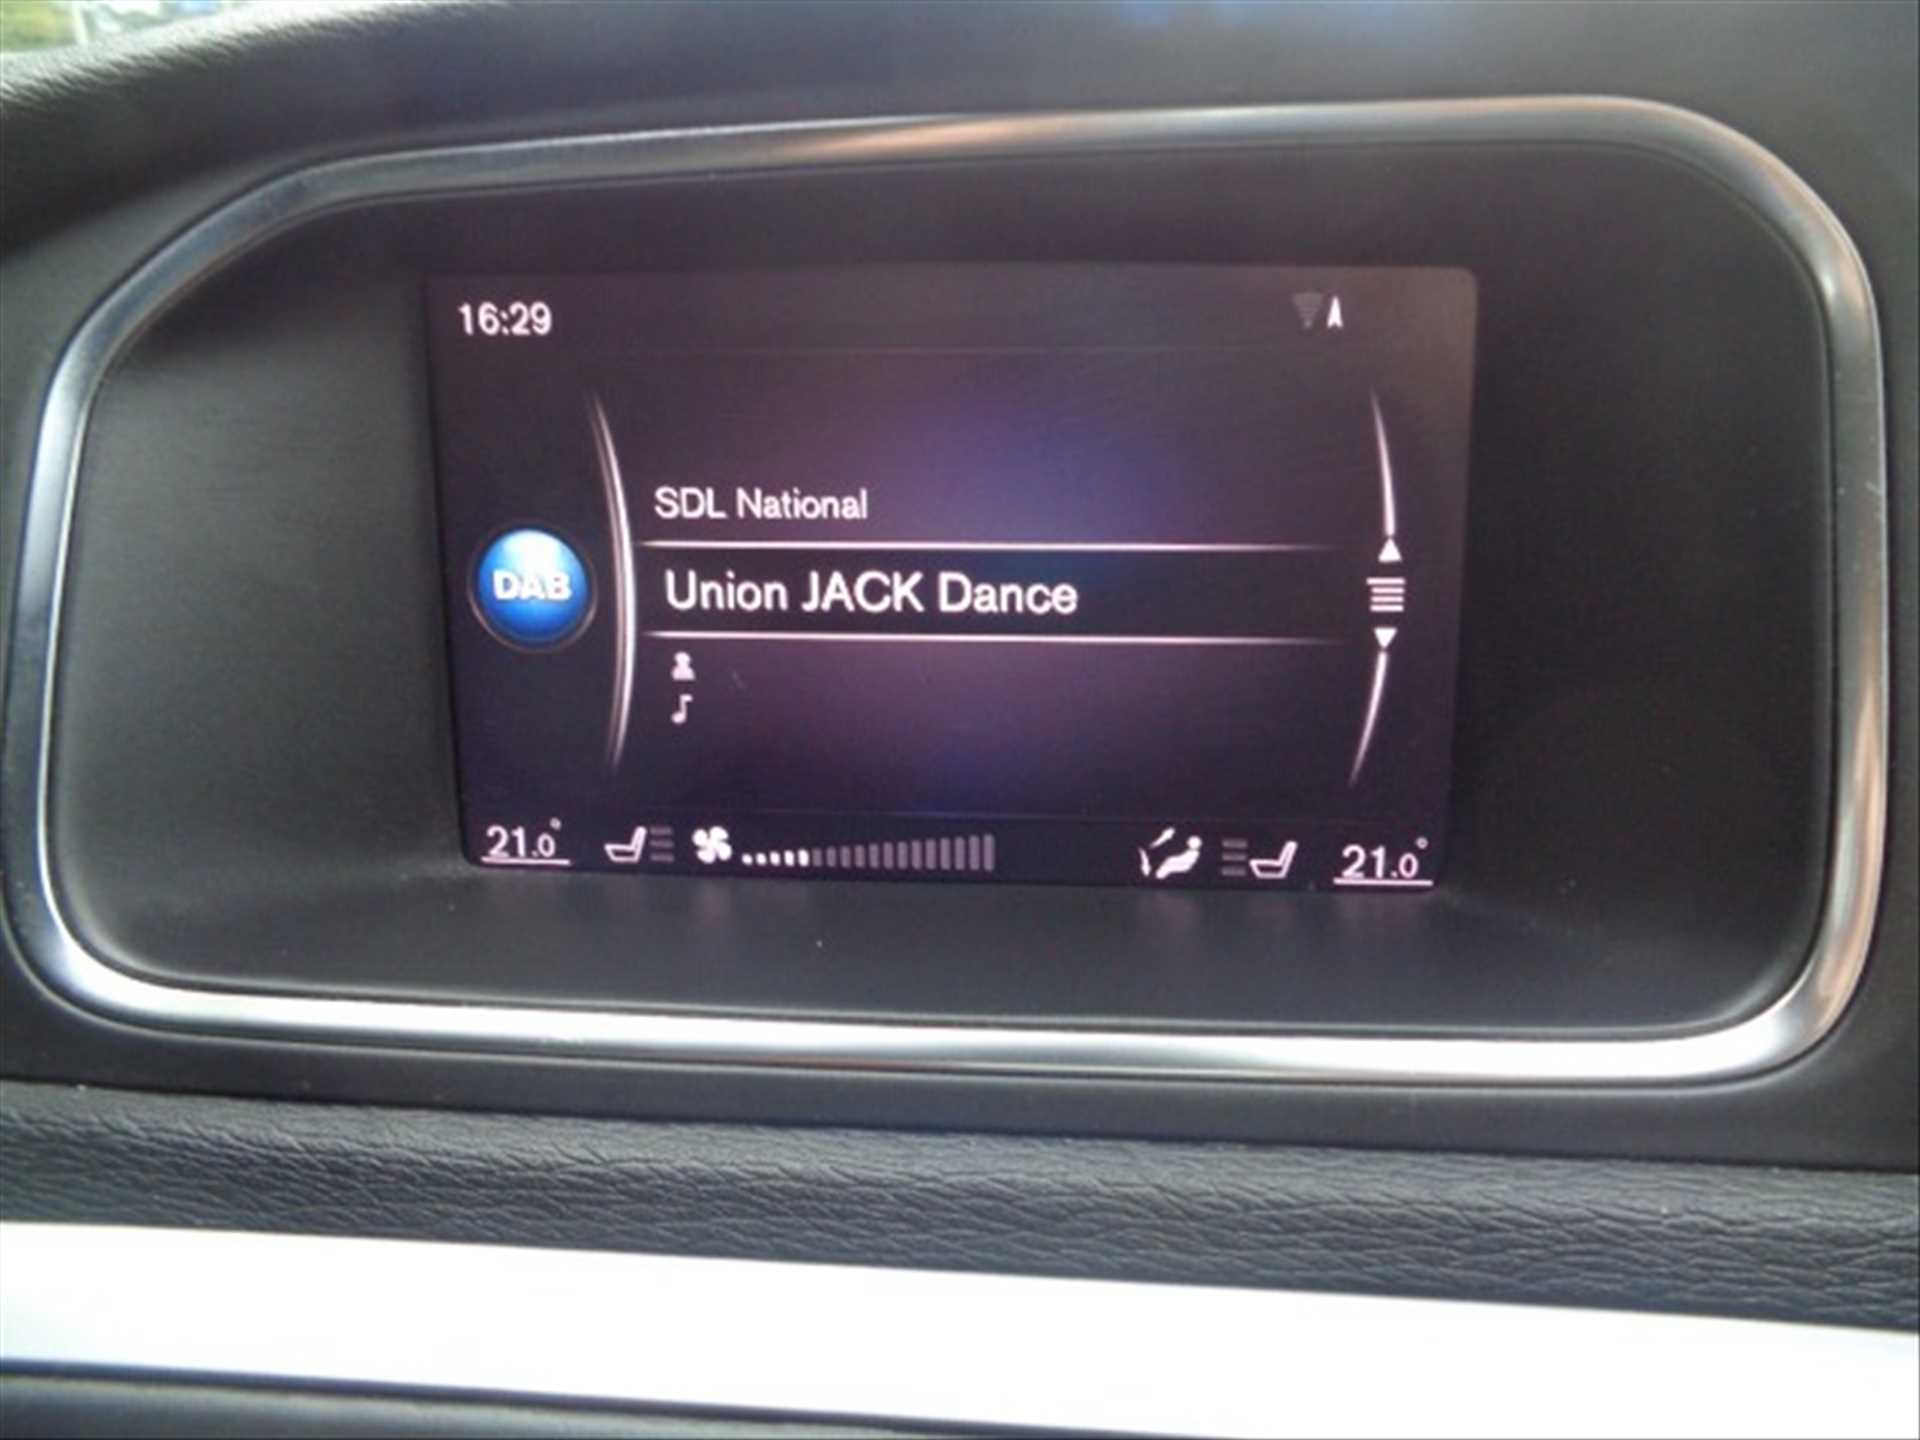 16:29
SDL National
DAB
Union JACK Dance
21.0° 21.0°